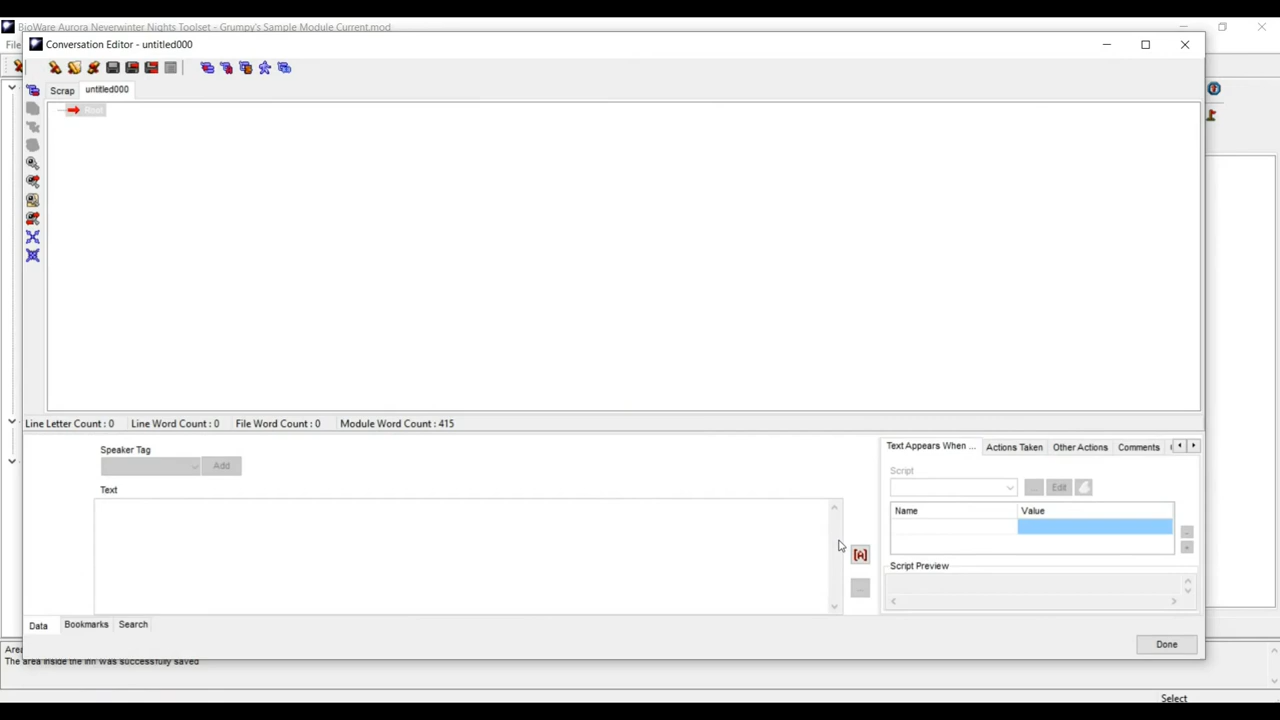 BioWare Aurora Neverwinter Nights Toolset - Grumpy's Sample Module Current.mod
File
Conversation Editor - untitled000
Scrap
untitled000
Root
Line Letter Count : 0
Line Word Count : 0
File Word Count : 0
Module Word Count : 415
Speaker Tag
Add
Text
[A]
...
Text Appears When ...
Actions Taken
Other Actions
Comments
Script
...
Edit
Name
Value
Script Preview
Data
Bookmarks
Search
Done
Area
The area inside the inn was successfully saved
Select